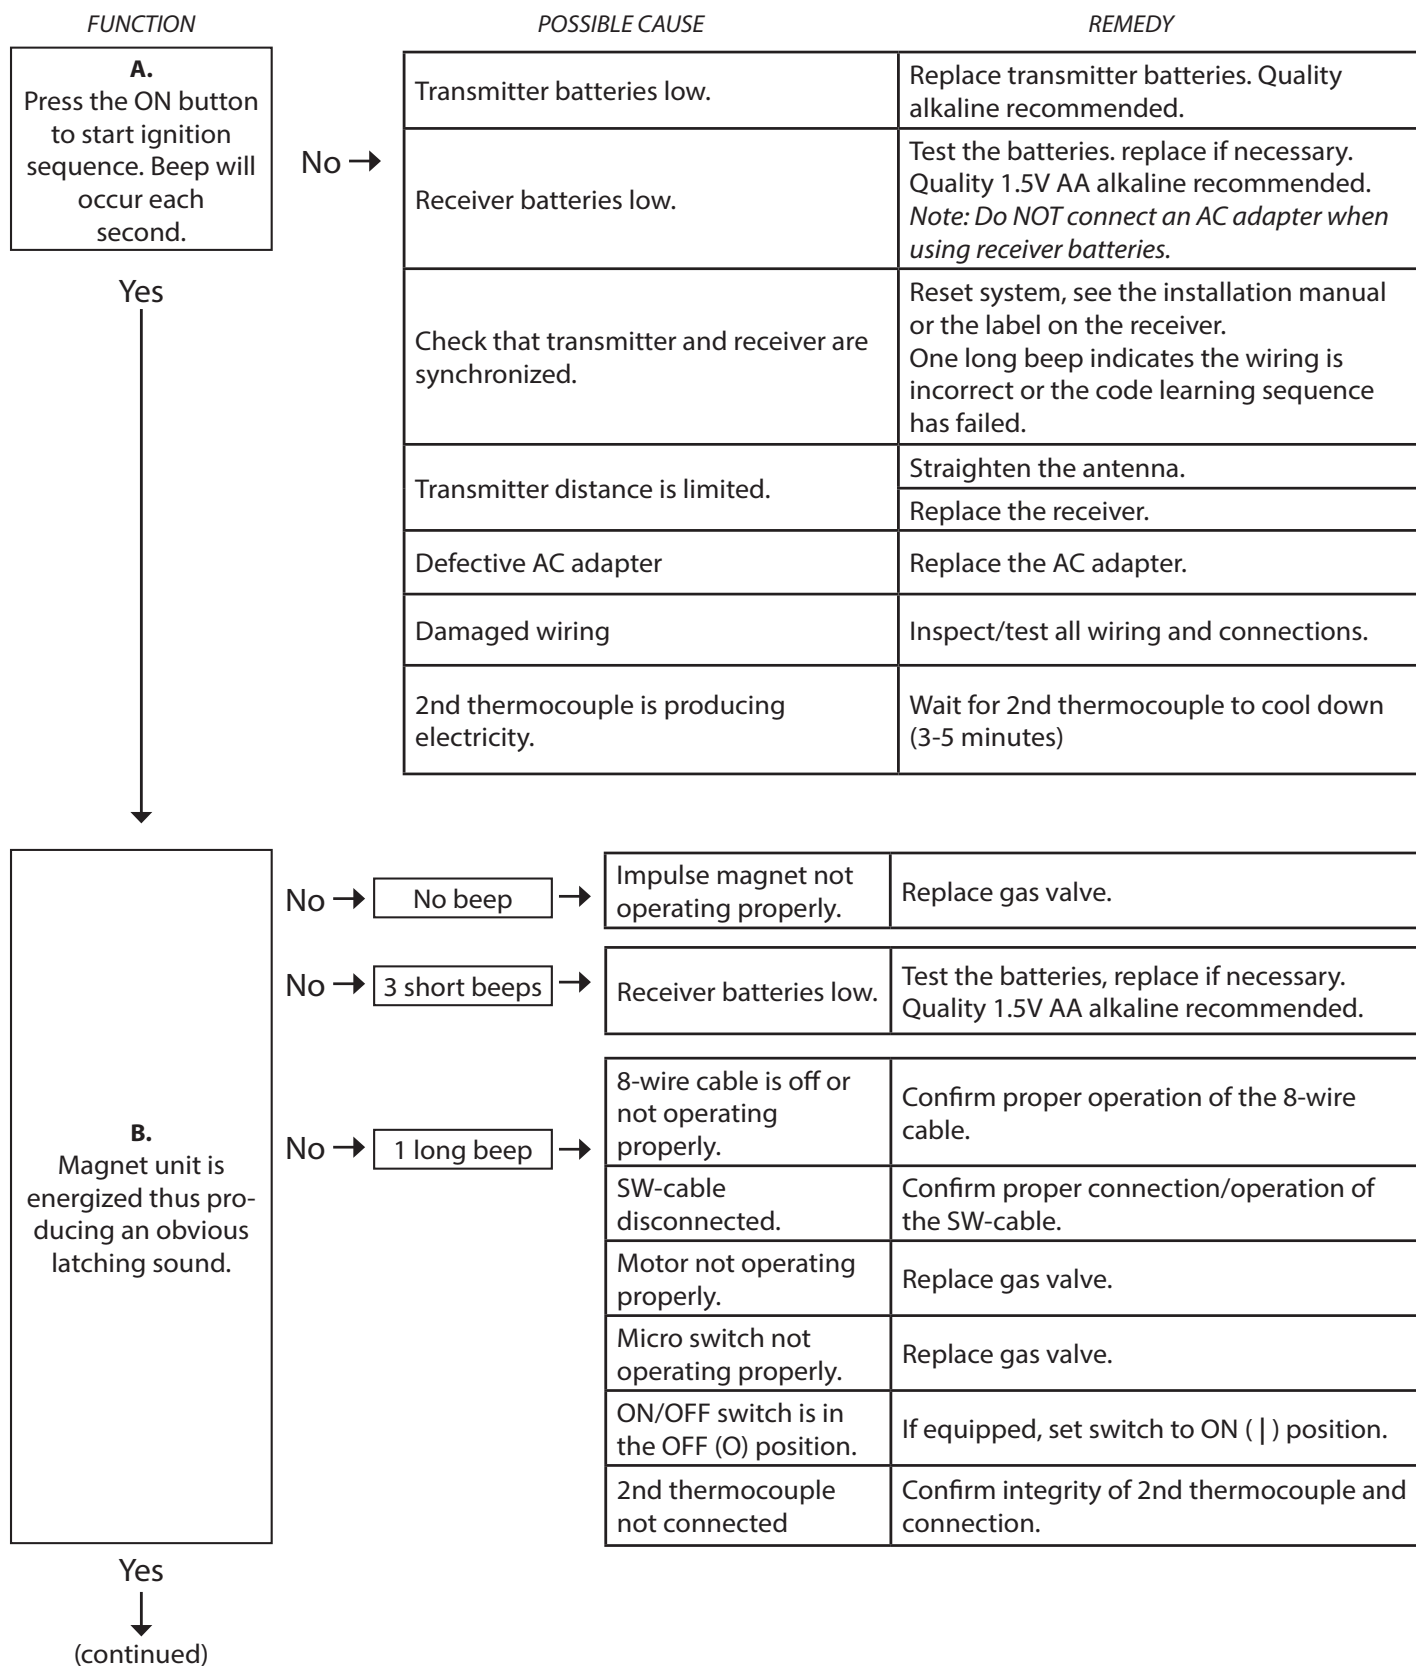 FUNCTION
POSSIBLE CAUSE
REMEDY
A.
Press the ON button
to start ignition
sequence. Beep will
occur each
second.
No
Transmitter batteries low.
Replace transmitter batteries. Quality
alkaline recommended.
Receiver batteries low.
Test the batteries. replace if necessary.
Quality 1.5V AA alkaline recommended.
Note: Do NOT connect an AC adapter when
using receiver batteries.
Check that transmitter and receiver are
synchronized.
Reset system, see the installation manual
or the label on the receiver.
One long beep indicates the wiring is
incorrect or the code learning sequence
has failed.
Transmitter distance is limited.
Straighten the antenna.
Replace the receiver.
Defective AC adapter
Replace the AC adapter.
Damaged wiring
Inspect/test all wiring and connections.
2nd thermocouple is producing
electricity.
Wait for 2nd thermocouple to cool down
(3-5 minutes)
Yes
B.
Magnet unit is
energized thus pro-
ducing an obvious
latching sound.
No
No beep
Impulse magnet not
operating properly.
Replace gas valve.
No
3 short beeps
Receiver batteries low.
Test the batteries, replace if necessary.
Quality 1.5V AA alkaline recommended.
No
1 long beep
8-wire cable is off or
not operating
properly.
Confirm proper operation of the 8-wire
cable.
SW-cable
disconnected.
Confirm proper connection/operation of
the SW-cable.
Motor not operating
properly.
Replace gas valve.
Micro switch not
operating properly.
Replace gas valve.
ON/OFF switch is in
the OFF (O) position.
If equipped, set switch to ON ( | ) position.
2nd thermocouple
not connected
Confirm integrity of 2nd thermocouple and
connection.
Yes
(continued)